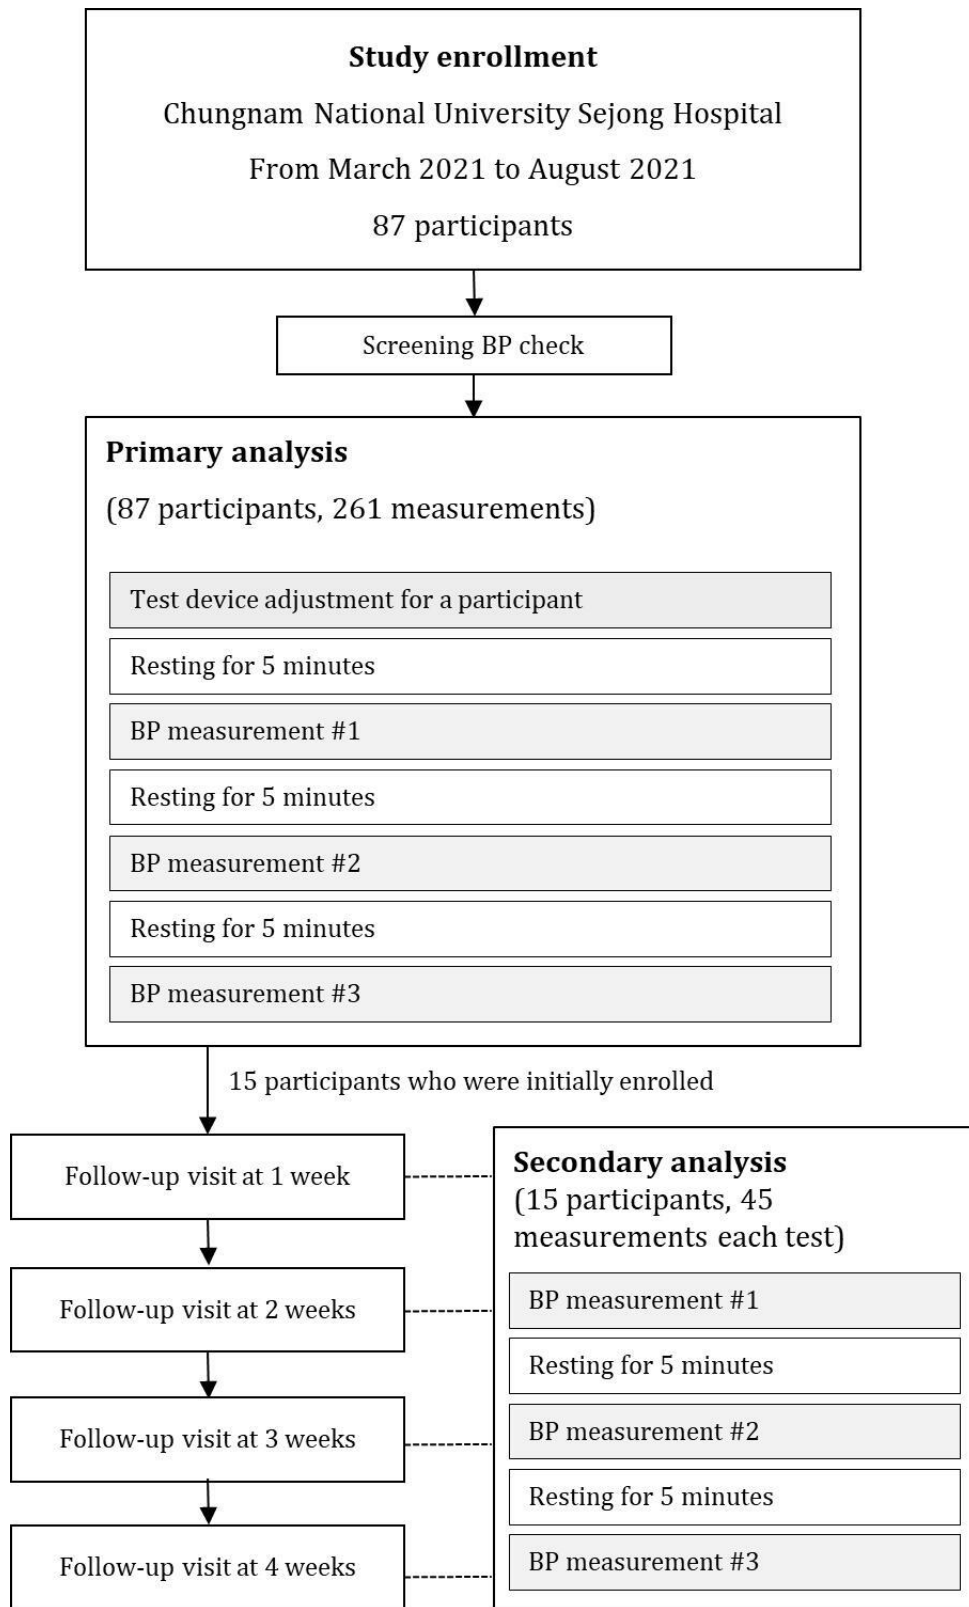 Study enrollment
Chungnam National University Sejong Hospital
From March 2021 to August 2021
87 participants
Screening BP check
Primary analysis
(87 participants, 261 measurements)
Test device adjustment for a participant
Resting for 5 minutes
BP measurement #1
Resting for 5 minutes
BP measurement #2
Resting for 5 minutes
BP measurement #3
15 participants who were initially enrolled
Follow-up visit at 1 week
Follow-up visit at 2 weeks
Follow-up visit at 3 weeks
Follow-up visit at 4 weeks
Secondary analysis
(15 participants, 45
measurements each test)
BP measurement #1
Resting for 5 minutes
BP measurement #2
Resting for 5 minutes
BP measurement #3